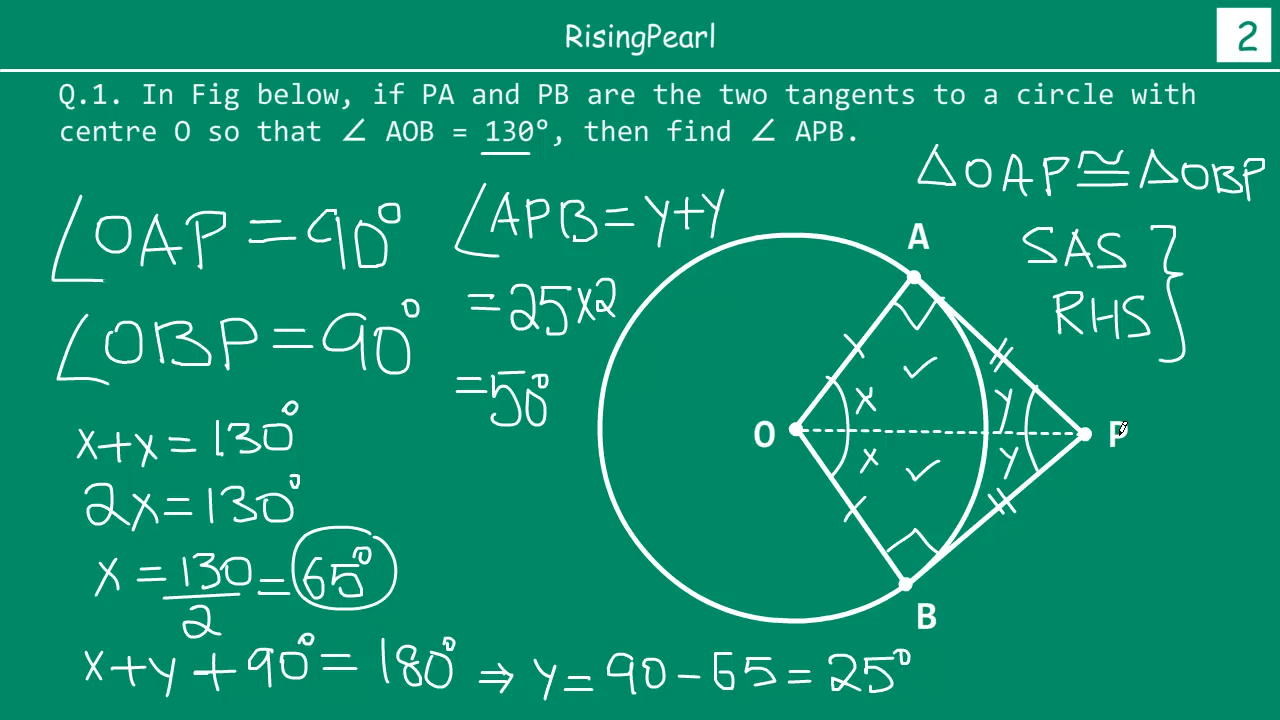 RisingPearl
2
Q.1. In Fig below, if PA and PB are the two tangents to a circle with
centre O so that ∠ AOB = 130°, then find ∠ APB.
△OAP ≅ △OBP
SAS
RHS
∠OAP = 90°
∠OBP = 90°
x+x = 130°
2x = 130°
x = 130/2 = 65°
x + y + 90° = 180° ⇒ y = 90 - 65 = 25°
∠APB = y+y
= 25x2
= 50°
A
x
y
O
P
x
y
B